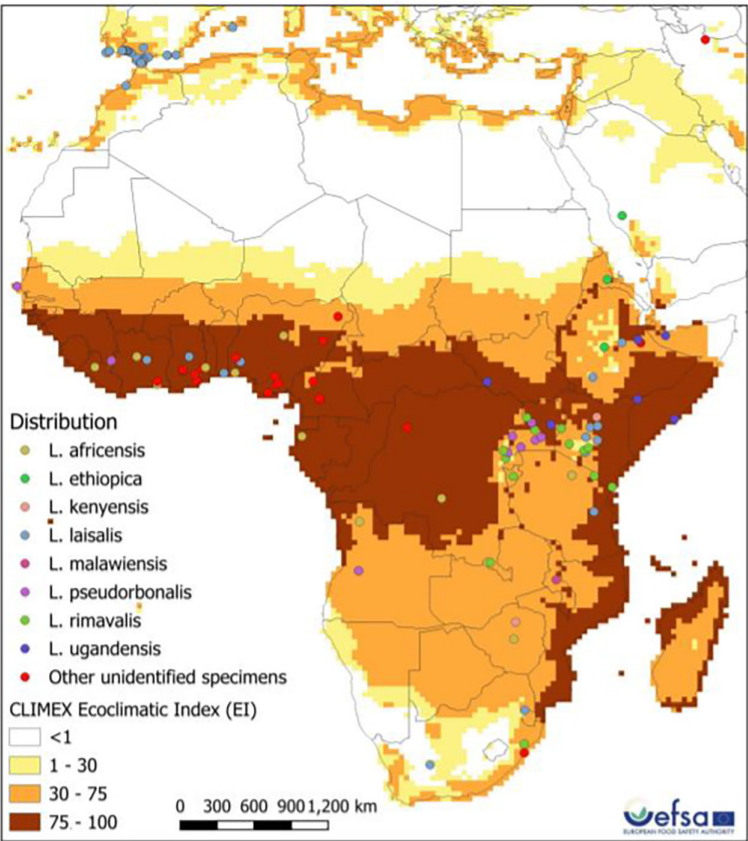 Distribution
L. africensis
L. ethiopica
L. kenyensis
L. laisalis
L. malawiensis
L. pseudorbonalis
L. rimavalis
L. ugandensis
Other unidentified specimens
CLIMEX Ecoclimatic Index (EI)
<1
1 - 30
30 - 75
75 - 100
0 300 600 900 1,200 km
efsa
EUROPEAN FOOD SAFETY AUTHORITY